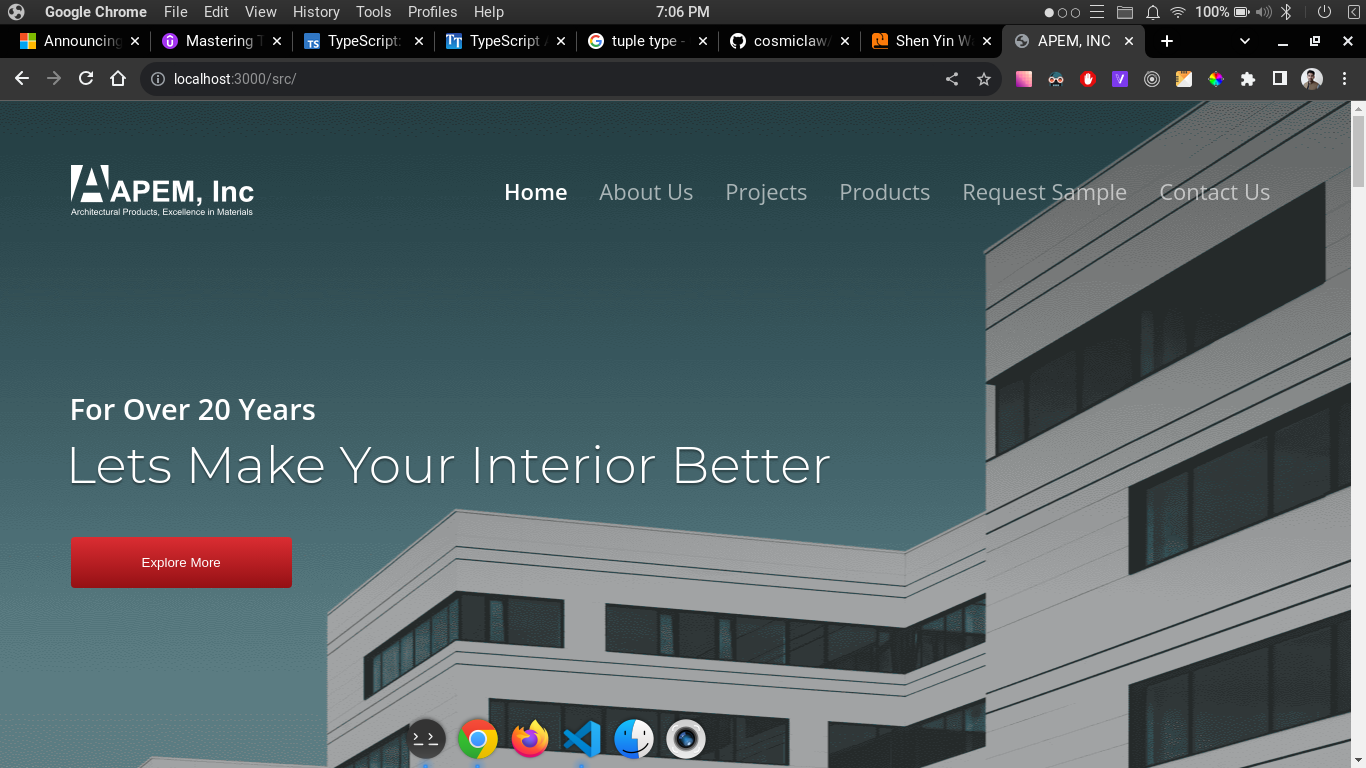 Google Chrome File Edit View History Tools Profiles Help 7:06 PM 100%
Announcing Mastering T TypeScript: TypeScript tuple type - cosmiclaw/ Shen Yin W APEM, INC
localhost:3000/src/
APEM, Inc
Architectural Products, Excellence in Materials
Home About Us Projects Products Request Sample Contact Us
For Over 20 Years
Lets Make Your Interior Better
Explore More